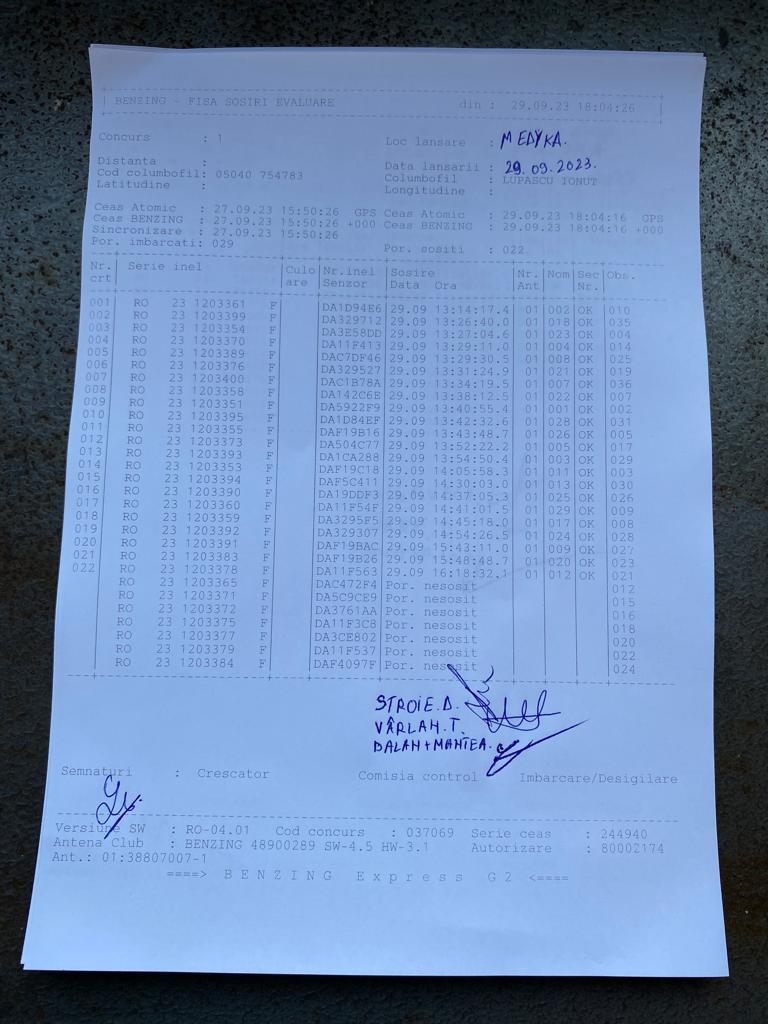 BENZING - FISA SOSIRI EVALUARE din : 29.09.23 18:04:26
Concurs : 1 Loc lansare : MEDYKA.
Distanta : Data lansarii : 29.09.2023.
Cod columbofil: 05040 754783 Columbofil : LUPASCU IONUT
Latitudine : Longitudine :
Ceas Atomic : 27.09.23 15:50:26 GPS Ceas Atomic : 29.09.23 18:04:16 GPS
Ceas BENZING : 27.09.23 15:50:26 +000 Ceas BENZING : 29.09.23 18:04:16 +000
Sincronizare : 27.09.23 15:50:26
Por. imbarcati: 029 Por. sositi : 022
Nr. Serie inel Culo Nr.inel Sosire Nr. Nom Sec Obs.
crt are Senzor Data Ora Ant Nr.
001 RO 23 1203361 F DA1D94E6 29.09 13:14:17.4 01 002 OK 010
002 RO 23 1203399 F DA329712 29.09 13:26:40.0 01 018 OK 035
003 RO 23 1203354 F DA3E58DD 29.09 13:27:04.6 01 023 OK 004
004 RO 23 1203370 F DA11F413 29.09 13:29:11.0 01 004 OK 014
005 RO 23 1203389 F DAC7DF46 29.09 13:29:30.5 01 008 OK 025
006 RO 23 1203376 F DA329527 29.09 13:31:24.9 01 021 OK 019
007 RO 23 1203400 F DAC1B78A 29.09 13:34:19.5 01 007 OK 036
008 RO 23 1203358 F DA142C6E 29.09 13:38:12.5 01 022 OK 007
009 RO 23 1203351 F DA5922F9 29.09 13:40:55.4 01 001 OK 002
010 RO 23 1203395 F DA1D84EF 29.09 13:42:32.6 01 028 OK 031
011 RO 23 1203355 F DAF19B16 29.09 13:43:48.7 01 026 OK 005
012 RO 23 1203373 F DA504C77 29.09 13:52:22.2 01 005 OK 017
013 RO 23 1203393 F DA1CA288 29.09 13:54:50.4 01 003 OK 029
014 RO 23 1203353 F DAF19C18 29.09 14:05:58.3 01 011 OK 003
015 RO 23 1203394 F DAF5C411 29.09 14:30:03.0 01 013 OK 030
016 RO 23 1203390 F DA19DDF3 29.09 14:37:05.3 01 025 OK 026
017 RO 23 1203360 F DA11F54F 29.09 14:41:01.5 01 029 OK 009
018 RO 23 1203359 F DA3295F5 29.09 14:45:18.0 01 017 OK 008
019 RO 23 1203392 F DA329307 29.09 14:54:26.5 01 024 OK 028
020 RO 23 1203391 F DAF19BAC 29.09 15:43:11.0 01 009 OK 027
021 RO 23 1203383 F DAF19B26 29.09 15:48:48.7 01 020 OK 023
022 RO 23 1203378 F DA11F563 29.09 16:18:32.1 01 012 OK 021
RO 23 1203365 F DAC472F4 Por. nesosit 012
RO 23 1203371 F DA5C9CE9 Por. nesosit 015
RO 23 1203372 F DA3761AA Por. nesosit 016
RO 23 1203375 F DA11F3C8 Por. nesosit 018
RO 23 1203377 F DA3CE802 Por. nesosit 020
RO 23 1203379 F DA11F537 Por. nesosit 022
RO 23 1203384 F DAF4097F Por. nesosit 024
STROIE.D.
VÂRLAN.T.
DALAN+MANTEA.
Semnaturi : Crescator Comisia control Imbarcare/Desigilare
Versiune SW : RO-04.01 Cod concurs : 037069 Serie ceas : 244940
Antena Club : BENZING 48900289 SW-4.5 HW-3.1 Autorizare : 80002174
Ant.: 01:38807007-1
====> BENZING Express G2 <====